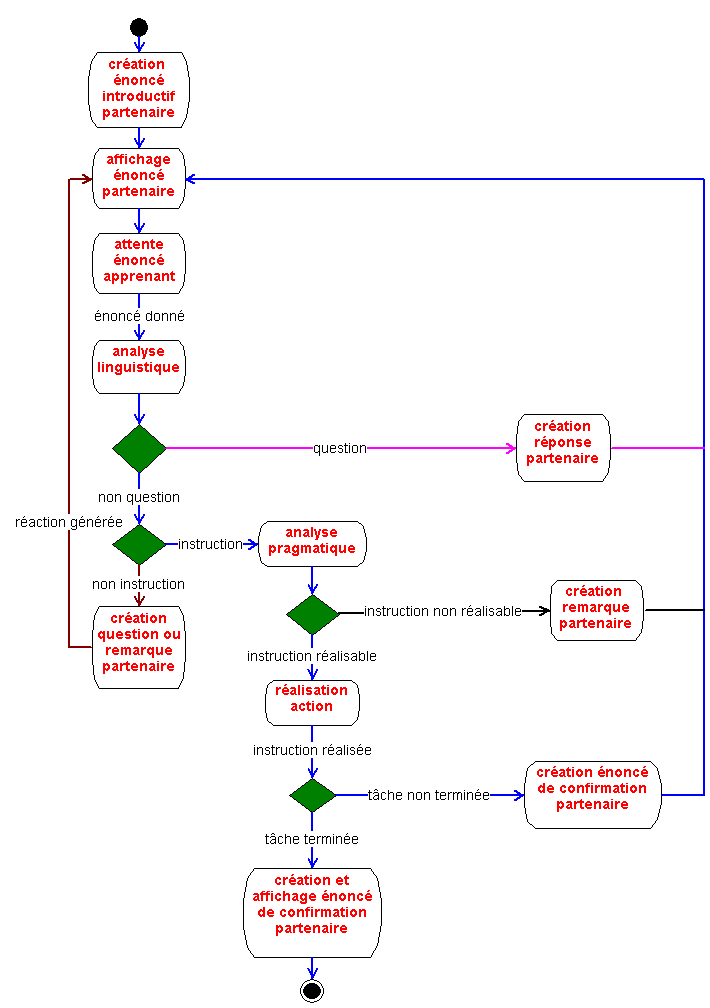 création
énoncé
introductif
partenaire
affichage
énoncé
partenaire
attente
énoncé
apprenant
énoncé donné
analyse
linguistique
question
création
réponse
partenaire
non question
réaction générée
instruction
analyse
pragmatique
non instruction
création
question ou
remarque
partenaire
instruction non réalisable
création
remarque
partenaire
instruction réalisable
réalisation
action
instruction réalisée
tâche non terminée
création énoncé
de confirmation
partenaire
tâche terminée
création et
affichage énoncé
de confirmation
partenaire